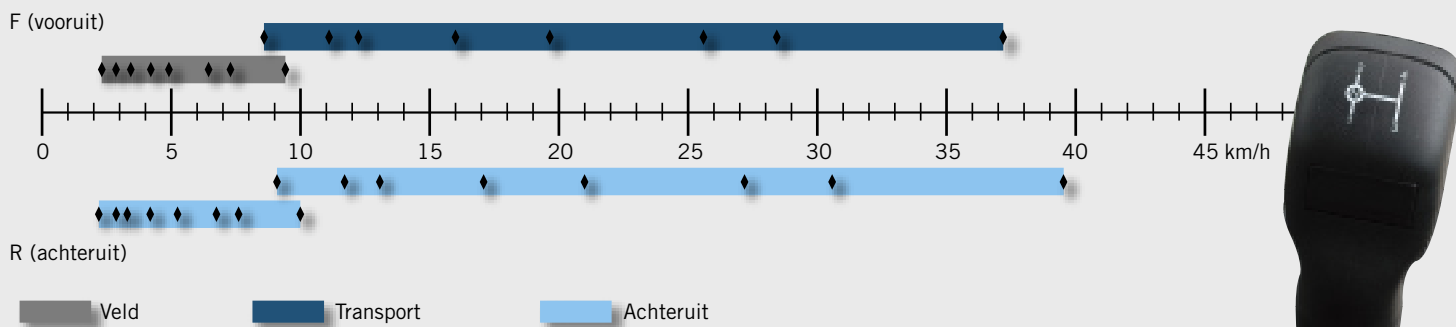 F (vooruit)
0 5 10 15 20 25 30 35 40 45 km/h
R (achteruit)
Veld Transport Achteruit